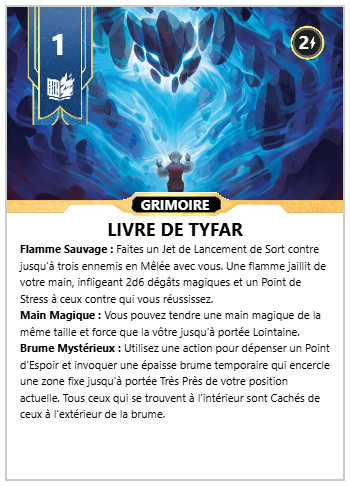 1
2
GRIMOIRE
LIVRE DE TYFAR
Flamme Sauvage : Faites un Jet de Lancement de Sort contre
jusqu'à trois ennemis en Mêlée avec vous. Une flamme jaillit de
votre main, infligeant 2d6 dégâts magiques et un Point de
Stress à ceux contre qui vous réussissez.
Main Magique : Vous pouvez tendre une main magique de la
même taille et force que la vôtre jusqu'à portée Lointaine.
Brume Mystérieux : Utilisez une action pour dépenser un Point
d'Espoir et invoquer une épaisse brume temporaire qui encercle
une zone fixe jusqu'à portée Très Près de votre position
actuelle. Tous ceux qui se trouvent à l'intérieur sont Cachés de
ceux à l'extérieur de la brume.